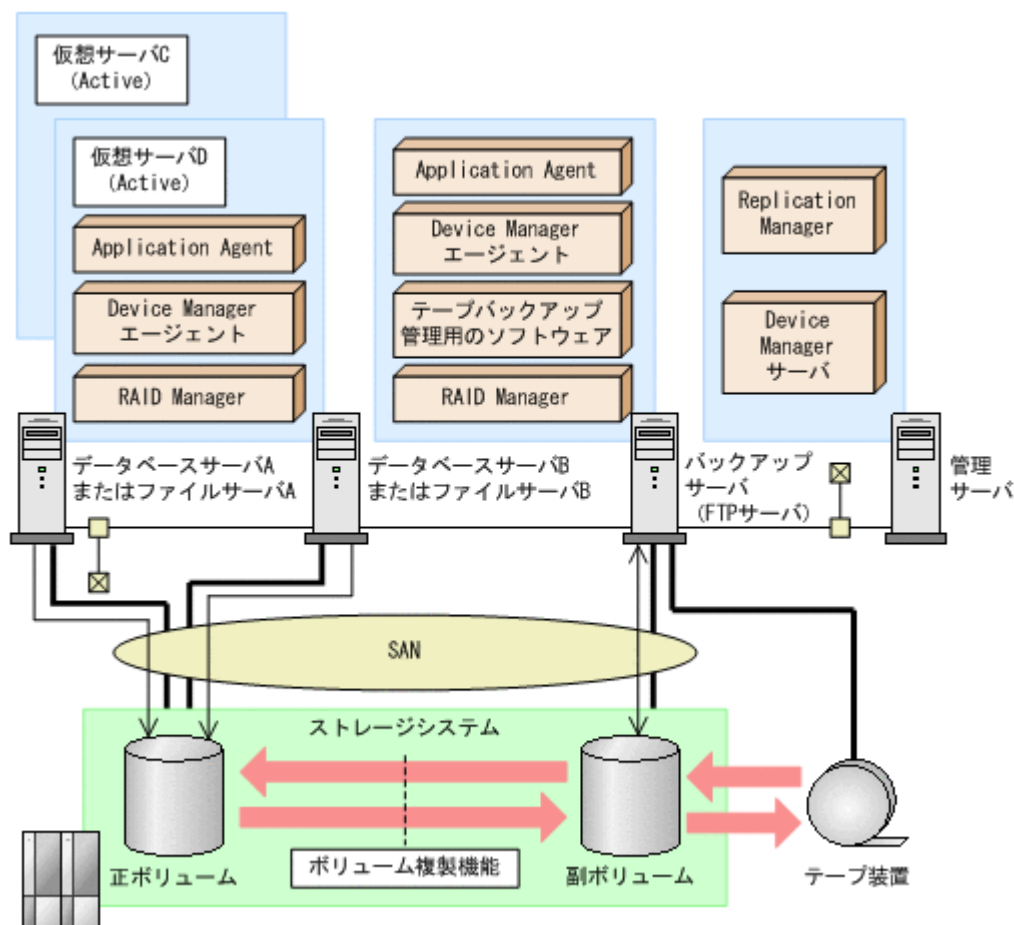 仮想サーバC
(Active)
仮想サーバD
(Active)
Application Agent
Device Manager
エージェント
RAID Manager
Application Agent
Device Manager
エージェント
テープバックアップ
管理用のソフトウェア
RAID Manager
Replication
Manager
Device
Manager
サーバ
データベースサーバA
またはファイルサーバA
データベースサーバB
またはファイルサーバB
バックアップ
サーバ
(FTPサーバ)
管理
サーバ
SAN
ストレージシステム
正ボリューム
ボリューム複製機能
副ボリューム
テープ装置